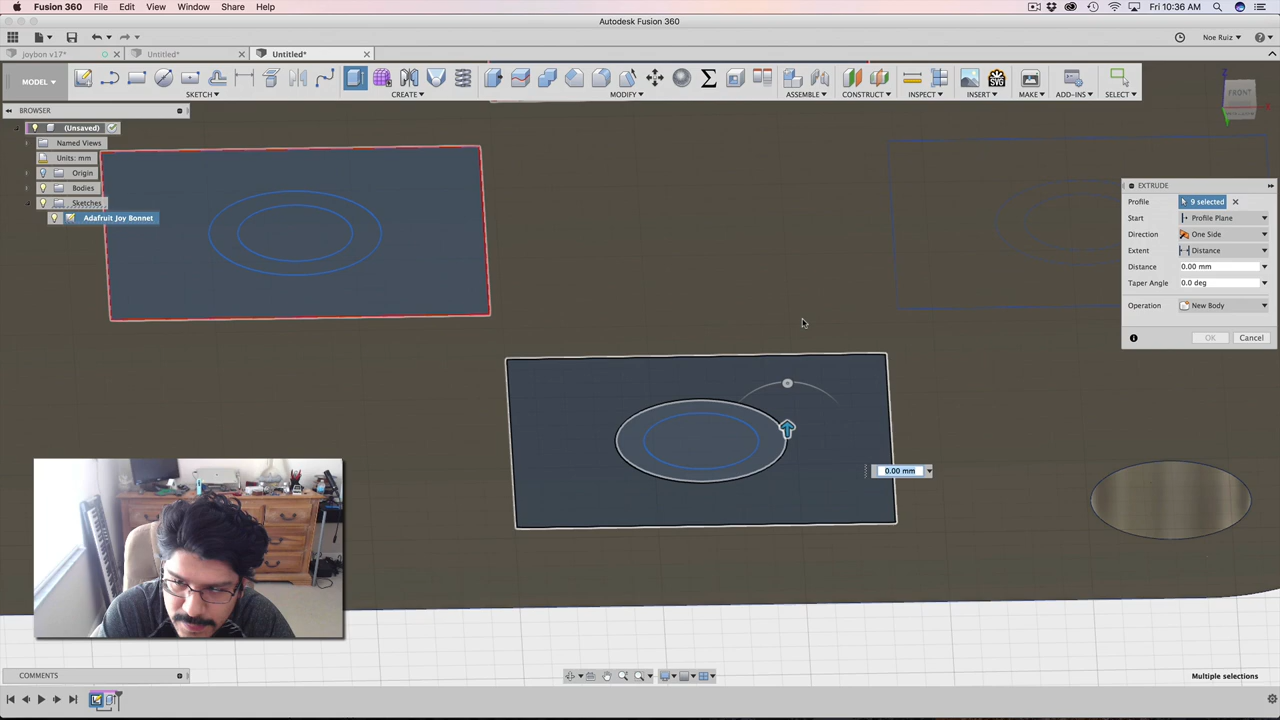 Fusion 360 File Edit View Window Share Help Fri 10:36 AM
Autodesk Fusion 360
Noe Ruiz
joybon v17* Untitled* Untitled*
MODEL SKETCH CREATE MODIFY ASSEMBLE CONSTRUCT INSPECT INSERT MAKE ADD-INS SELECT
SVG
BROWSER
(Unsaved)
Named Views
Units: mm
Origin
Bodies
Sketches
Adafruit Joy Bonnet
FRONT
Z
EXTRUDE
Profile 9 selected
Start Profile Plane
Direction One Side
Extent Distance
Distance 0.00 mm
Taper Angle 0.0 deg
Operation New Body
OK Cancel
0.00 mm
COMMENTS
Multiple selections